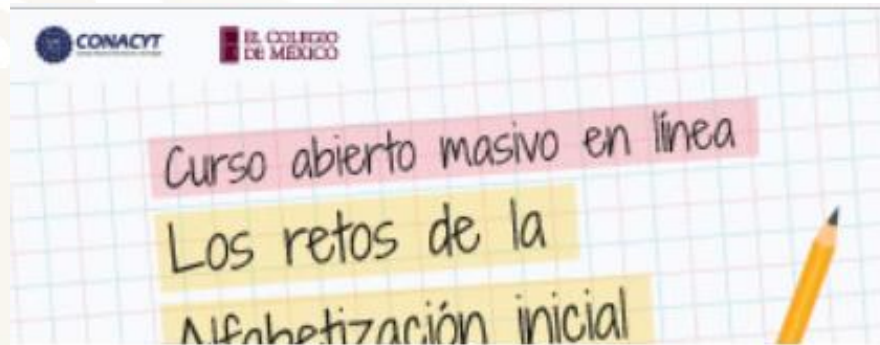 CONACYT
EL COLEGIO
DE MÉXICO
Curso abierto masivo en línea
Los retos de la
Alfabetización inicial